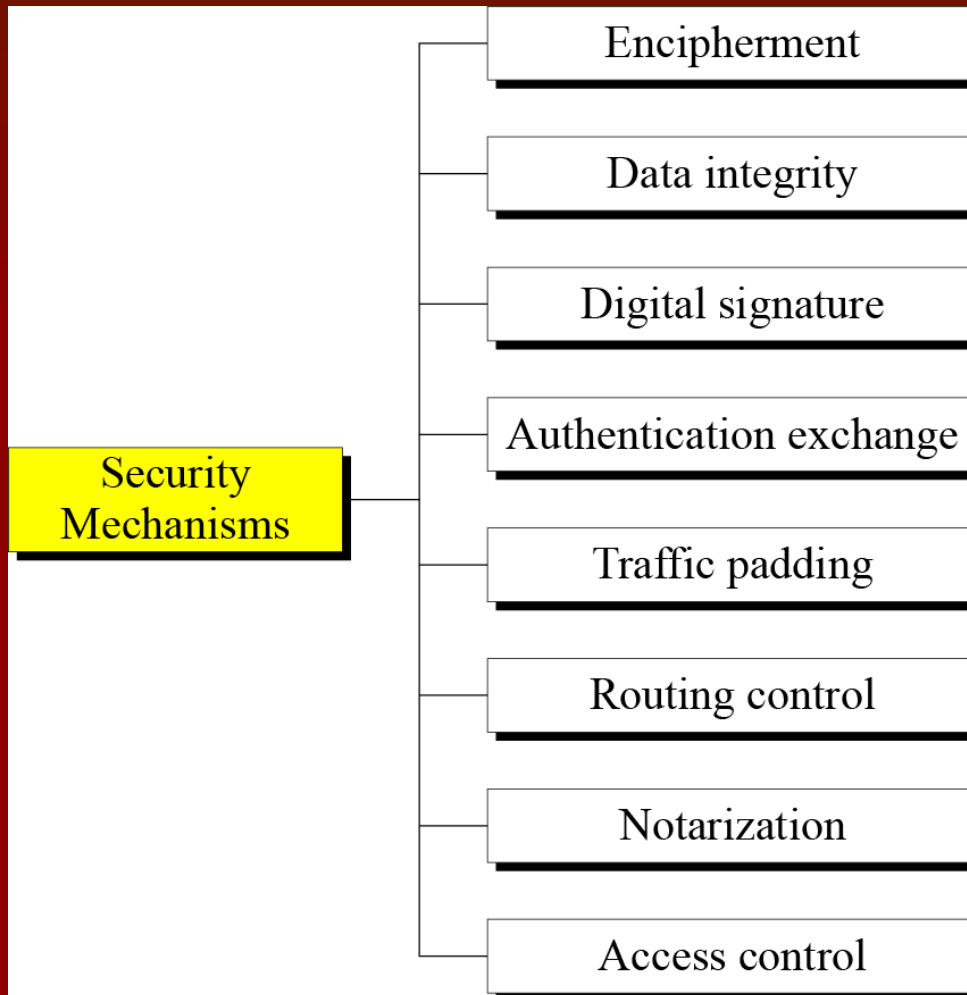 Encipherment
Data integrity
Digital signature
Authentication exchange
Security
Mechanisms
Traffic padding
Routing control
Notarization
Access control